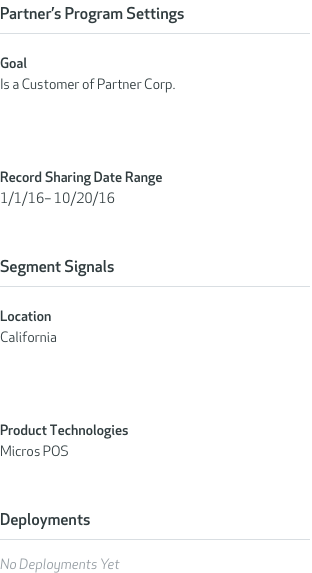 Partner's Program Settings
Goal
Is a Customer of Partner Corp.
Record Sharing Date Range
1/1/16– 10/20/16
Segment Signals
Location
California
Product Technologies
Micros POS
Deployments
No Deployments Yet